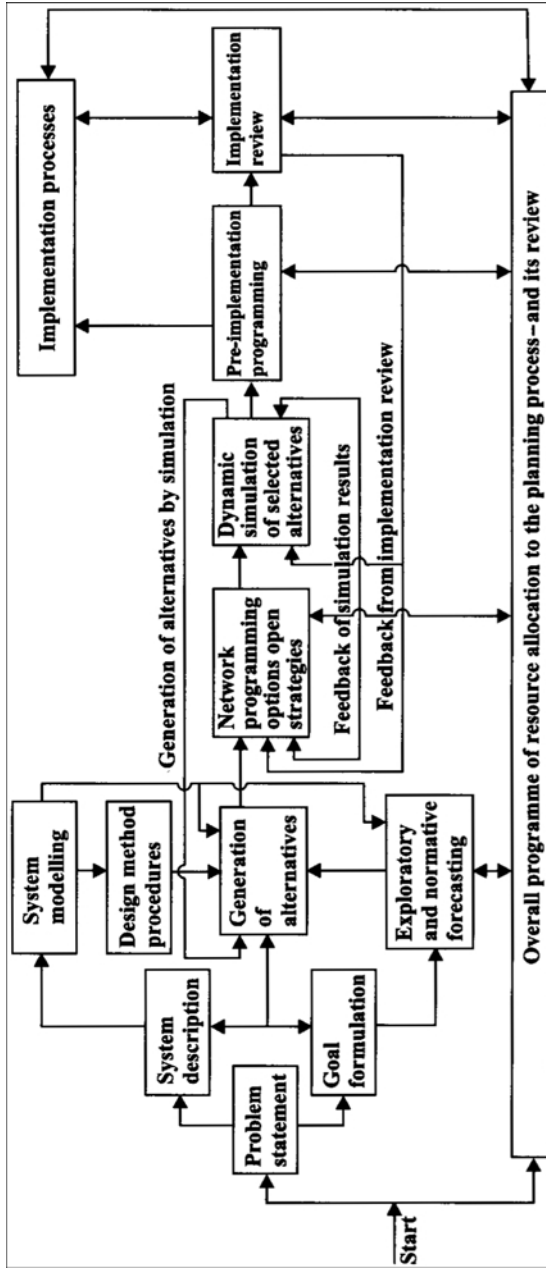 Start
Problem
statement
System
description
Goal
formulation
System
modelling
Design method
procedures
Generation
of
alternatives
Exploratory
and normative
forecasting
Generation of alternatives by simulation
Network
programming
options open
strategies
Dynamic
simulation
of selected
alternatives
Feedback of simulation results
Feedback from implementation review
Pre-implementation
programming
Implementation
review
Implementation processes
Overall programme of resource allocation to the planning process–and its review